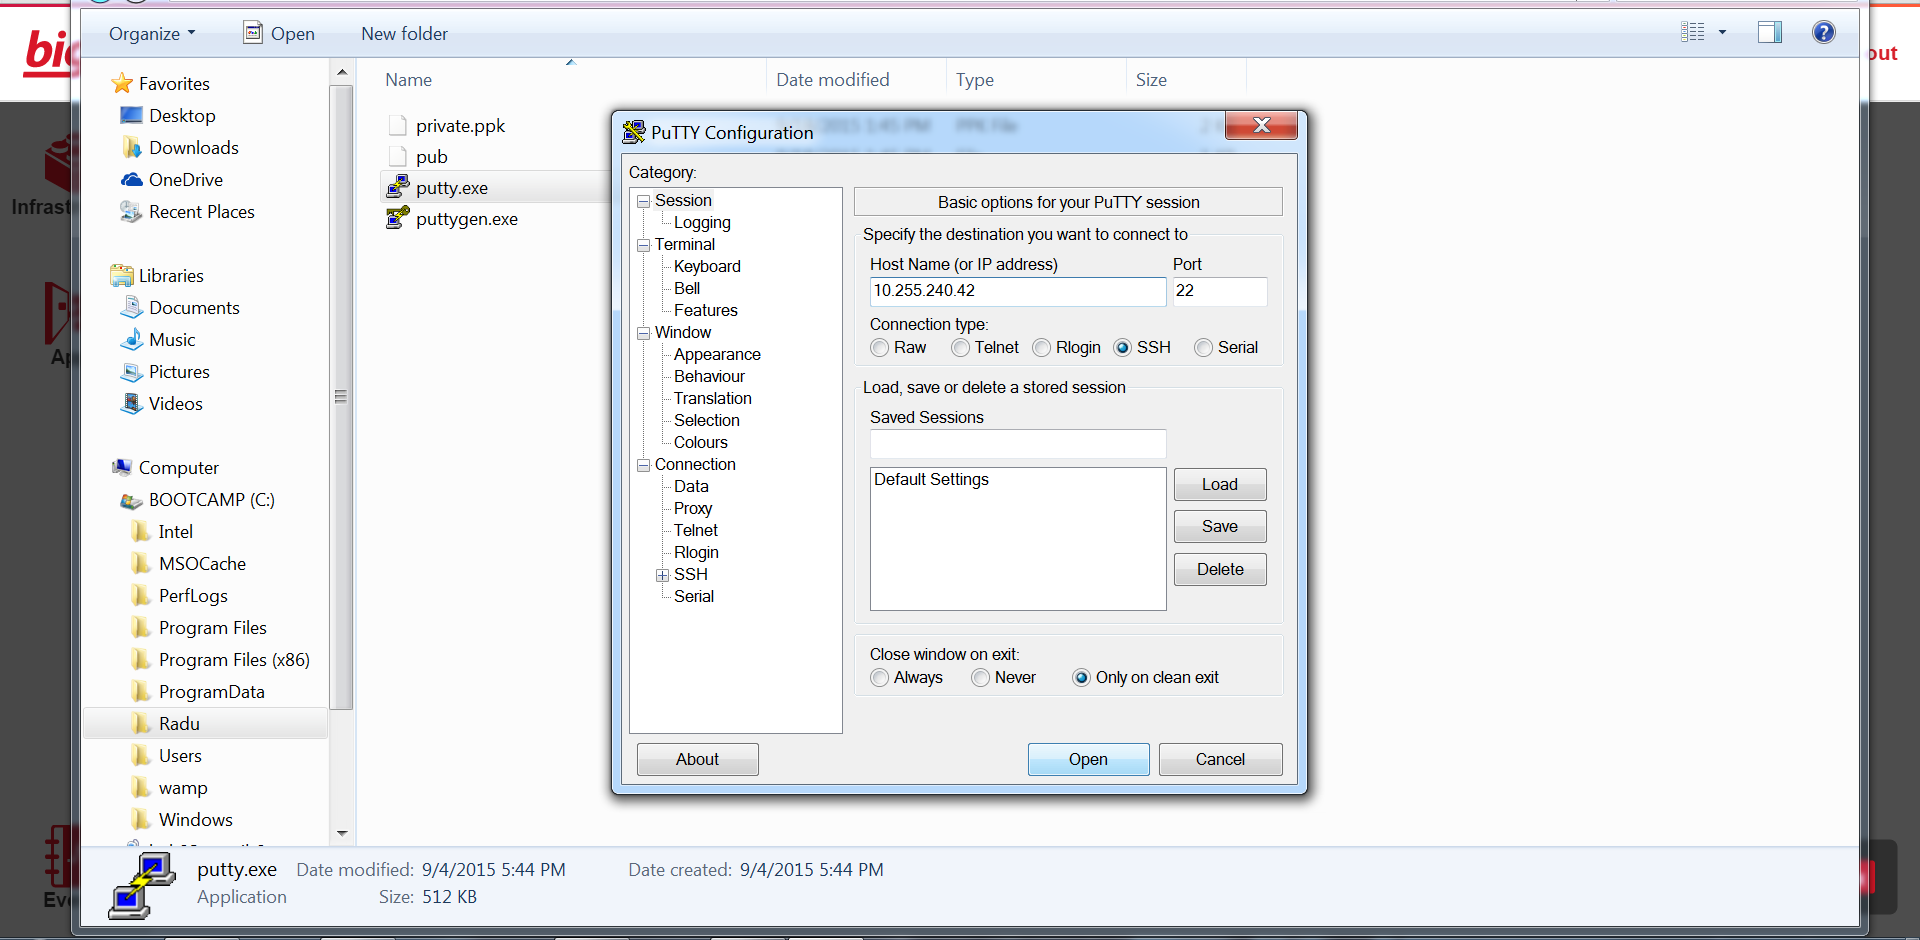 Organize
Open
New folder
out
Favorites
Desktop
Downloads
OneDrive
Recent Places
Libraries
Documents
Music
Pictures
Videos
Computer
BOOTCAMP (C:)
Intel
MSOCache
PerfLogs
Program Files
Program Files (x86)
ProgramData
Radu
Users
wamp
Windows
Name
Date modified
Type
Size
private.ppk
pub
putty.exe
puttygen.exe
PuTTY Configuration
Category:
Session
Logging
Terminal
Keyboard
Bell
Features
Window
Appearance
Behaviour
Translation
Selection
Colours
Connection
Data
Proxy
Telnet
Rlogin
SSH
Serial
Basic options for your PuTTY session
Specify the destination you want to connect to
Host Name (or IP address)
Port
10.255.240.42
22
Connection type:
Raw
Telnet
Rlogin
SSH
Serial
Load, save or delete a stored session
Saved Sessions
Default Settings
Load
Save
Delete
Close window on exit:
Always
Never
Only on clean exit
About
Open
Cancel
putty.exe
Date modified: 9/4/2015 5:44 PM
Date created: 9/4/2015 5:44 PM
Application
Size: 512 KB